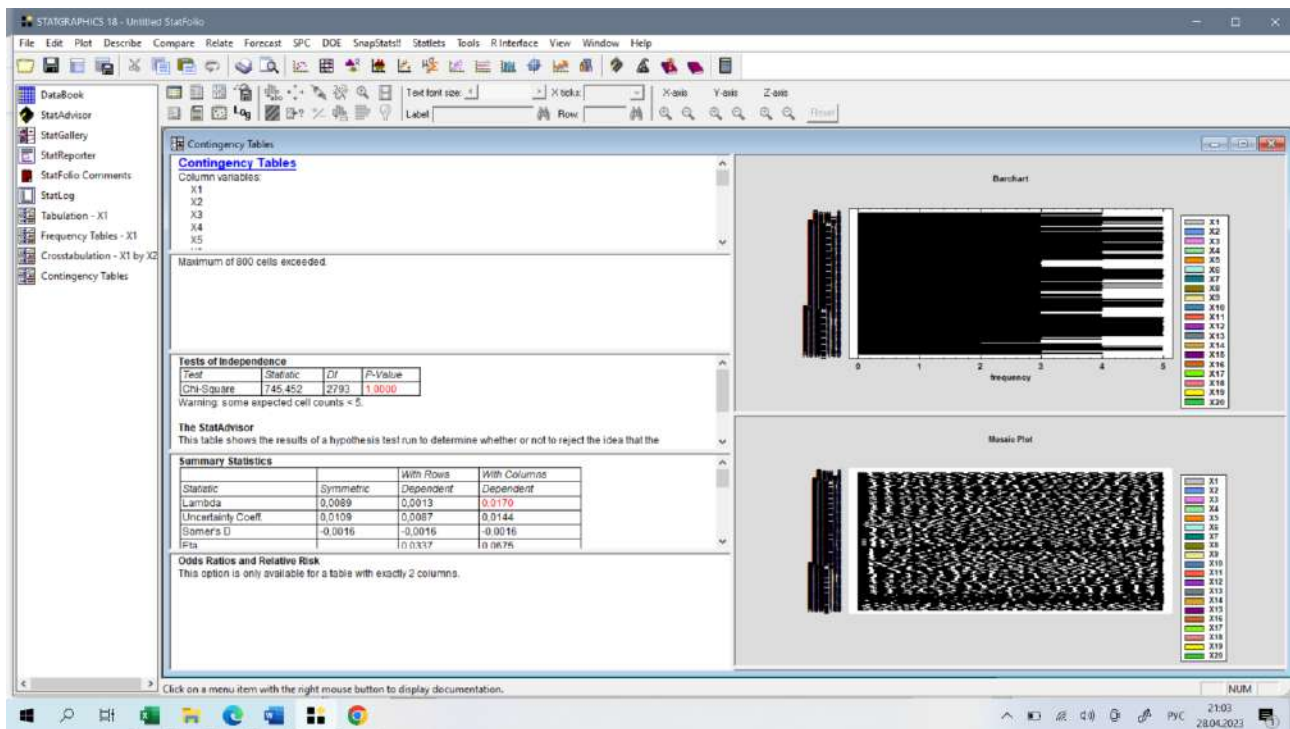 STATGRAPHICS 18 - Untitled StatFolio
File Edit Plot Describe Compare Relate Forecast SPC DOE SnapStats!! Statlets Tools R Interface View Window Help
Text font size: X ticks: X-axis Y-axis Z-axis
Log Label Row: Reset
DataBook
StatAdvisor
StatGallery
StatReporter
StatFolio Comments
StatLog
Tabulation - X1
Frequency Tables - X1
Crosstabulation - X1 by X2
Contingency Tables
Contingency Tables
Contingency Tables
Column variables:
X1
X2
X3
X4
X5
Maximum of 800 cells exceeded.
Tests of Independence
Test Statistic Df P-Value
Chi-Square 745,452 2793 1,0000
Warning: some expected cell counts < 5.
The StatAdvisor
This table shows the results of a hypothesis test run to determine whether or not to reject the idea that the
Summary Statistics
With Rows With Columns
Statistic Symmetric Dependent Dependent
Lambda 0,0089 0,0013 0,0170
Uncertainty Coeff. 0,0109 0,0087 0,0144
Somer's D -0,0016 -0,0016 -0,0016
Eta 0,0337 0,0675
Odds Ratios and Relative Risk
This option is only available for a table with exactly 2 columns.
Barchart
0 1 2 3 4 5
frequency
X1
X2
X3
X4
X5
X6
X7
X8
X9
X10
X11
X12
X13
X14
X15
X16
X17
X18
X19
X20
Mosaic Plot
X1
X2
X3
X4
X5
X6
X7
X8
X9
X10
X11
X12
X13
X14
X15
X16
X17
X18
X19
X20
Click on a menu item with the right mouse button to display documentation.
NUM
РУС
21:03
28.04.2023